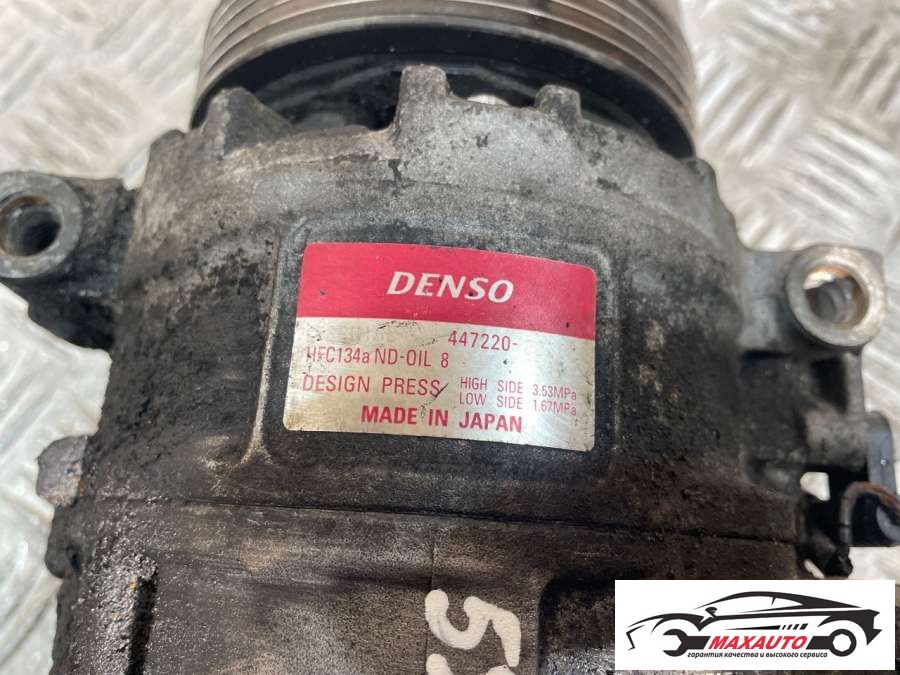 DENSO
447220-
HFC134a ND-OIL 8
DESIGN PRESS HIGH SIDE 3.53MPa
LOW SIDE 1.67MPa
MADE IN JAPAN
MAXAUTO
гарантия качества и высокого сервиса